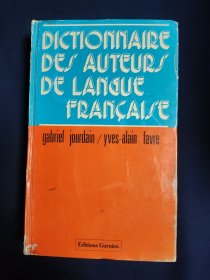 DICTIONNAIRE
DES AUTEURS
DE LANGUE
FRANÇAISE
gabriel jourdain / yves-alain favre
Éditions Garnier.